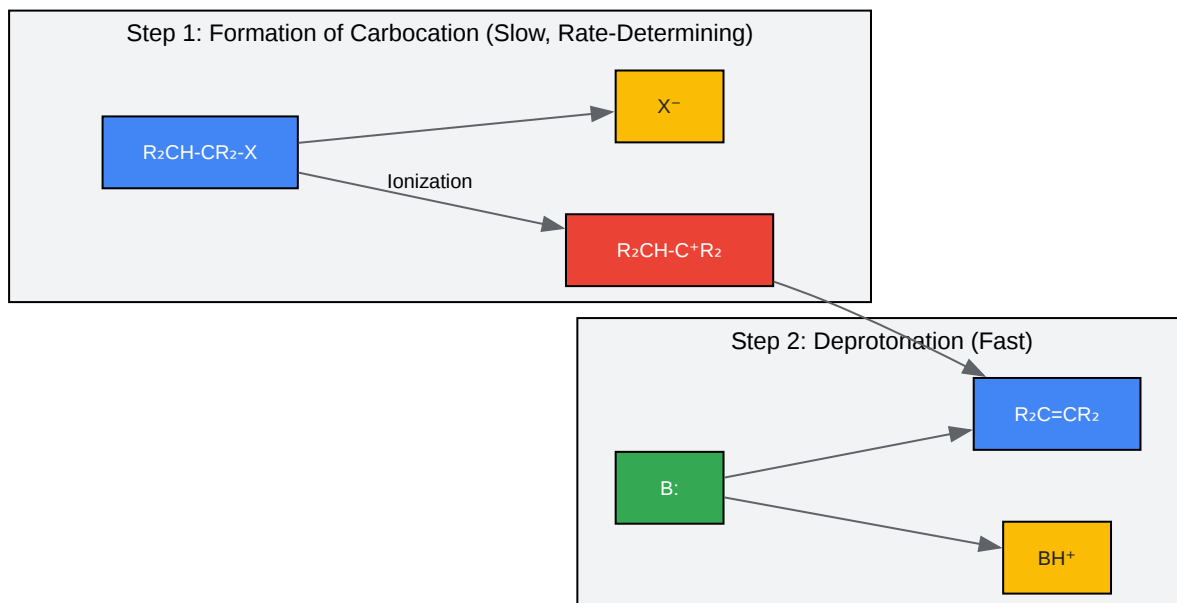 Step 1: Formation of Carbocation (Slow, Rate-Determining)
X⁻
R₂CH-CR₂-X
Ionization
R₂CH-C⁺R₂
Step 2: Deprotonation (Fast)
R₂C=CR₂
B:
BH⁺